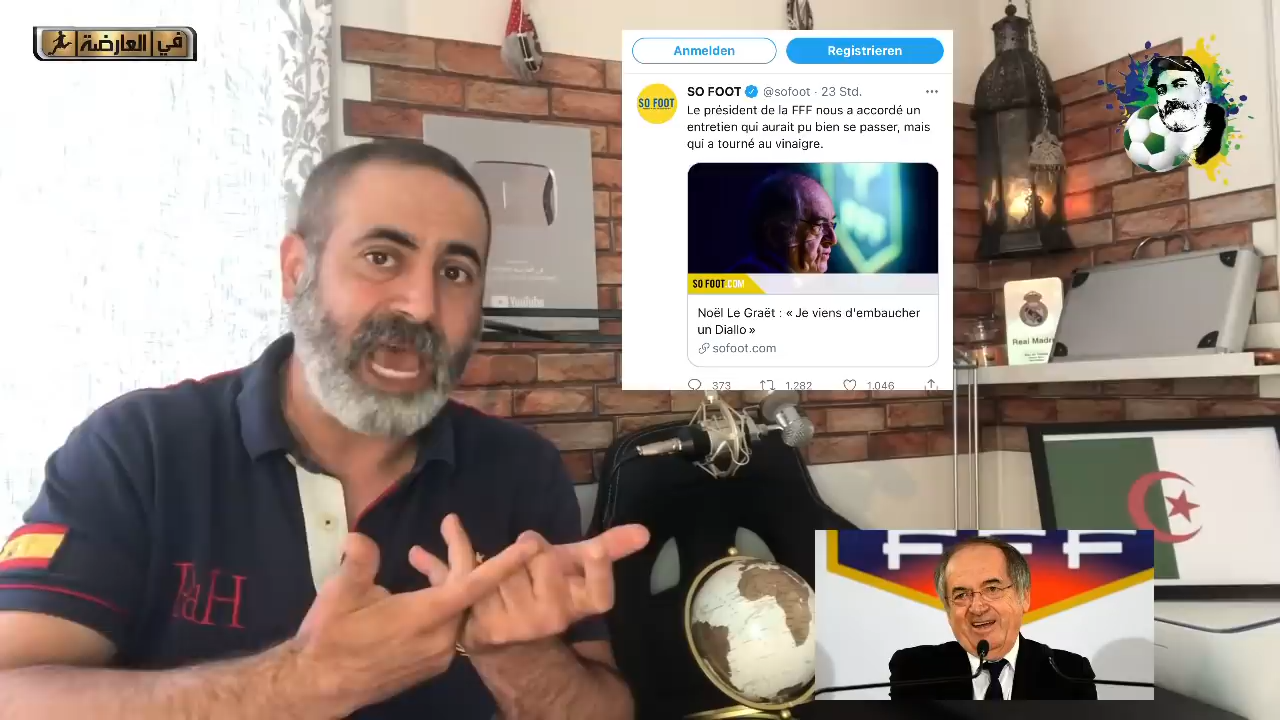 في العارضة
Anmelden
Registrieren
SO FOOT @sofoot · 23 Std.
SO FOOT
Le président de la FFF nous a accordé un
entretien qui aurait pu bien se passer, mais
qui a tourné au vinaigre.
SO FOOT.COM
Noël Le Graët : « Je viens d'embaucher
un Diallo »
sofoot.com
373 1.282 1.046
YouTube
Real Madrid
FFF